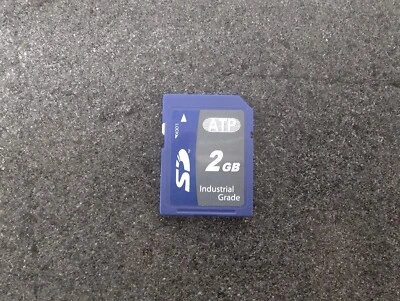 ATP
2GB
Industrial
Grade
SD
LOCK